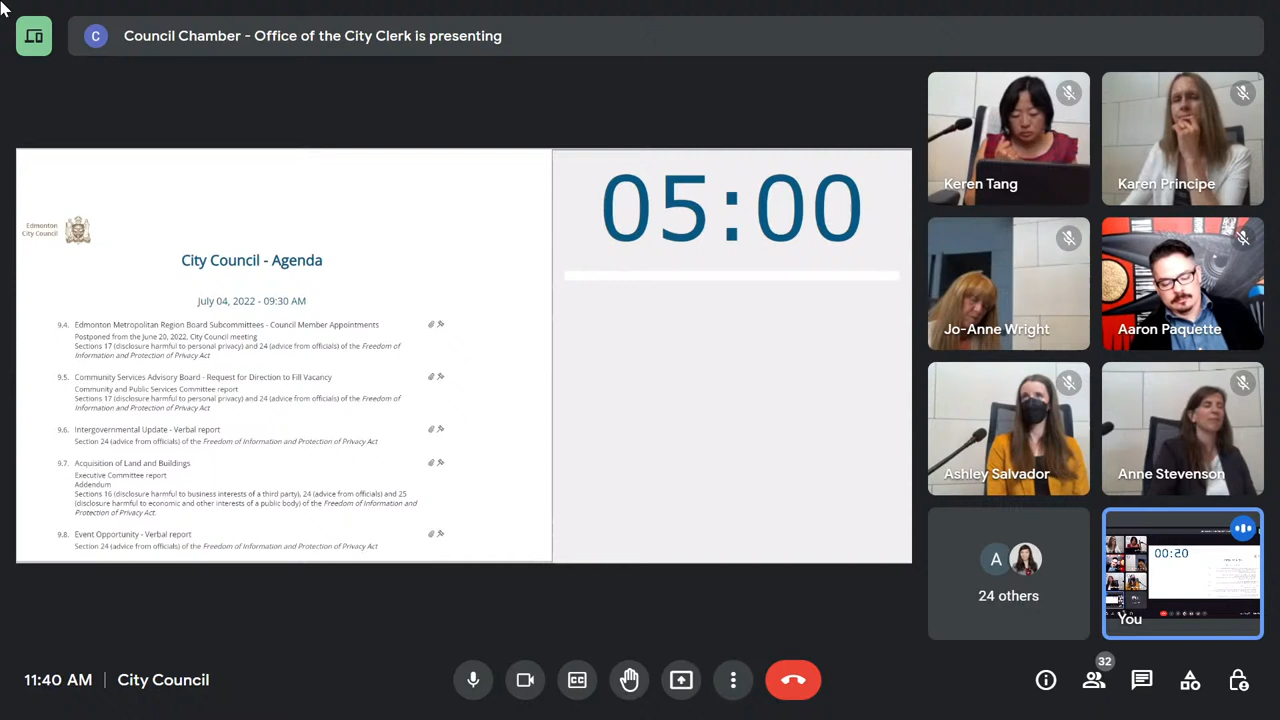 C Council Chamber - Office of the City Clerk is presenting
Edmonton
City Council
City Council - Agenda
July 04, 2022 - 09:30 AM
9.4. Edmonton Metropolitan Region Board Subcommittees - Council Member Appointments
Postponed from the June 20, 2022, City Council meeting
Sections 17 (disclosure harmful to personal privacy) and 24 (advice from officials) of the Freedom of
Information and Protection of Privacy Act
9.5. Community Services Advisory Board - Request for Direction to Fill Vacancy
Community and Public Services Committee report
Sections 17 (disclosure harmful to personal privacy) and 24 (advice from officials) of the Freedom of
Information and Protection of Privacy Act
9.6. Intergovernmental Update - Verbal report
Section 24 (advice from officials) of the Freedom of Information and Protection of Privacy Act
9.7. Acquisition of Land and Buildings
Executive Committee report
Addendum
Sections 16 (disclosure harmful to business interests of a third party), 24 (advice from officials) and 25
(disclosure harmful to economic and other interests of a public body) of the Freedom of Information and
Protection of Privacy Act.
9.8. Event Opportunity - Verbal report
Section 24 (advice from officials) of the Freedom of Information and Protection of Privacy Act
05:00
Keren Tang
Karen Principe
Jo-Anne Wright
Aaron Paquette
Ashley Salvador
Anne Stevenson
A
24 others
You
11:40 AM | City Council
32